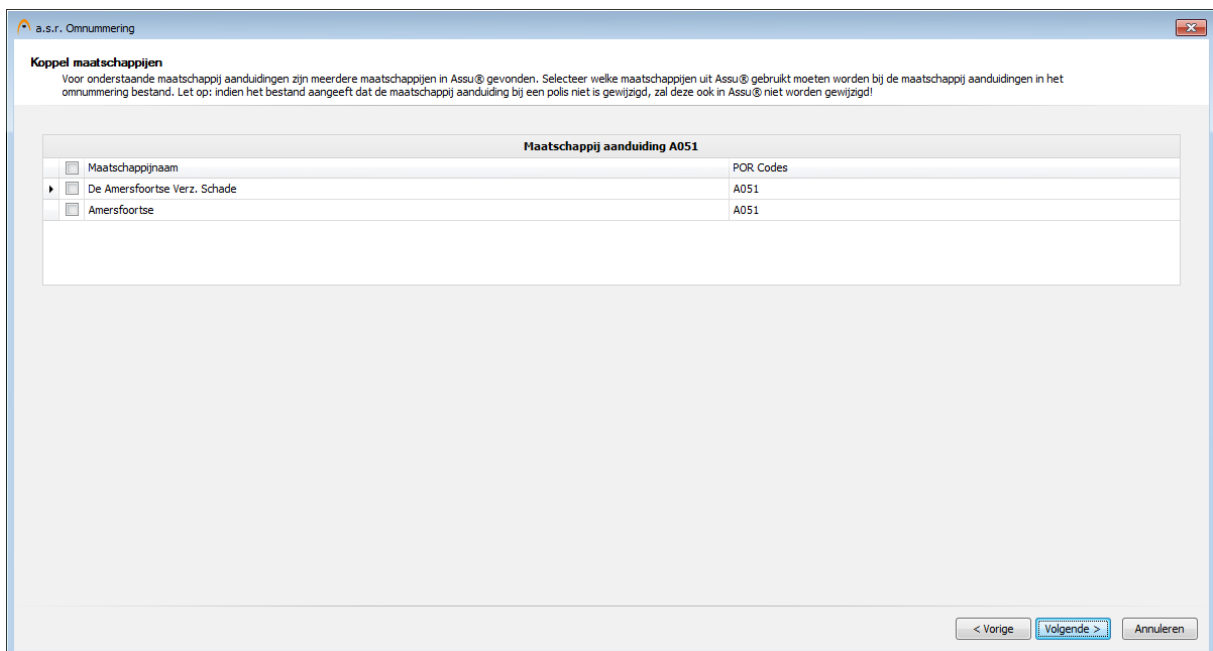 a.s.r. Omnummering
Koppel maatschappijen
Voor onderstaande maatschappij aanduidingen zijn meerdere maatschappijen in Assu® gevonden. Selecteer welke maatschappijen uit Assu® gebruikt moeten worden bij de maatschappij aanduidingen in het
omnummering bestand. Let op: indien het bestand aangeeft dat de maatschappij aanduiding bij een polis niet is gewijzigd, zal deze ook in Assu® niet worden gewijzigd!
Maatschappij aanduiding A051
Maatschappijnaam POR Codes
De Amersfoortse Verz. Schade A051
Amersfoortse A051
< Vorige Volgende > Annuleren